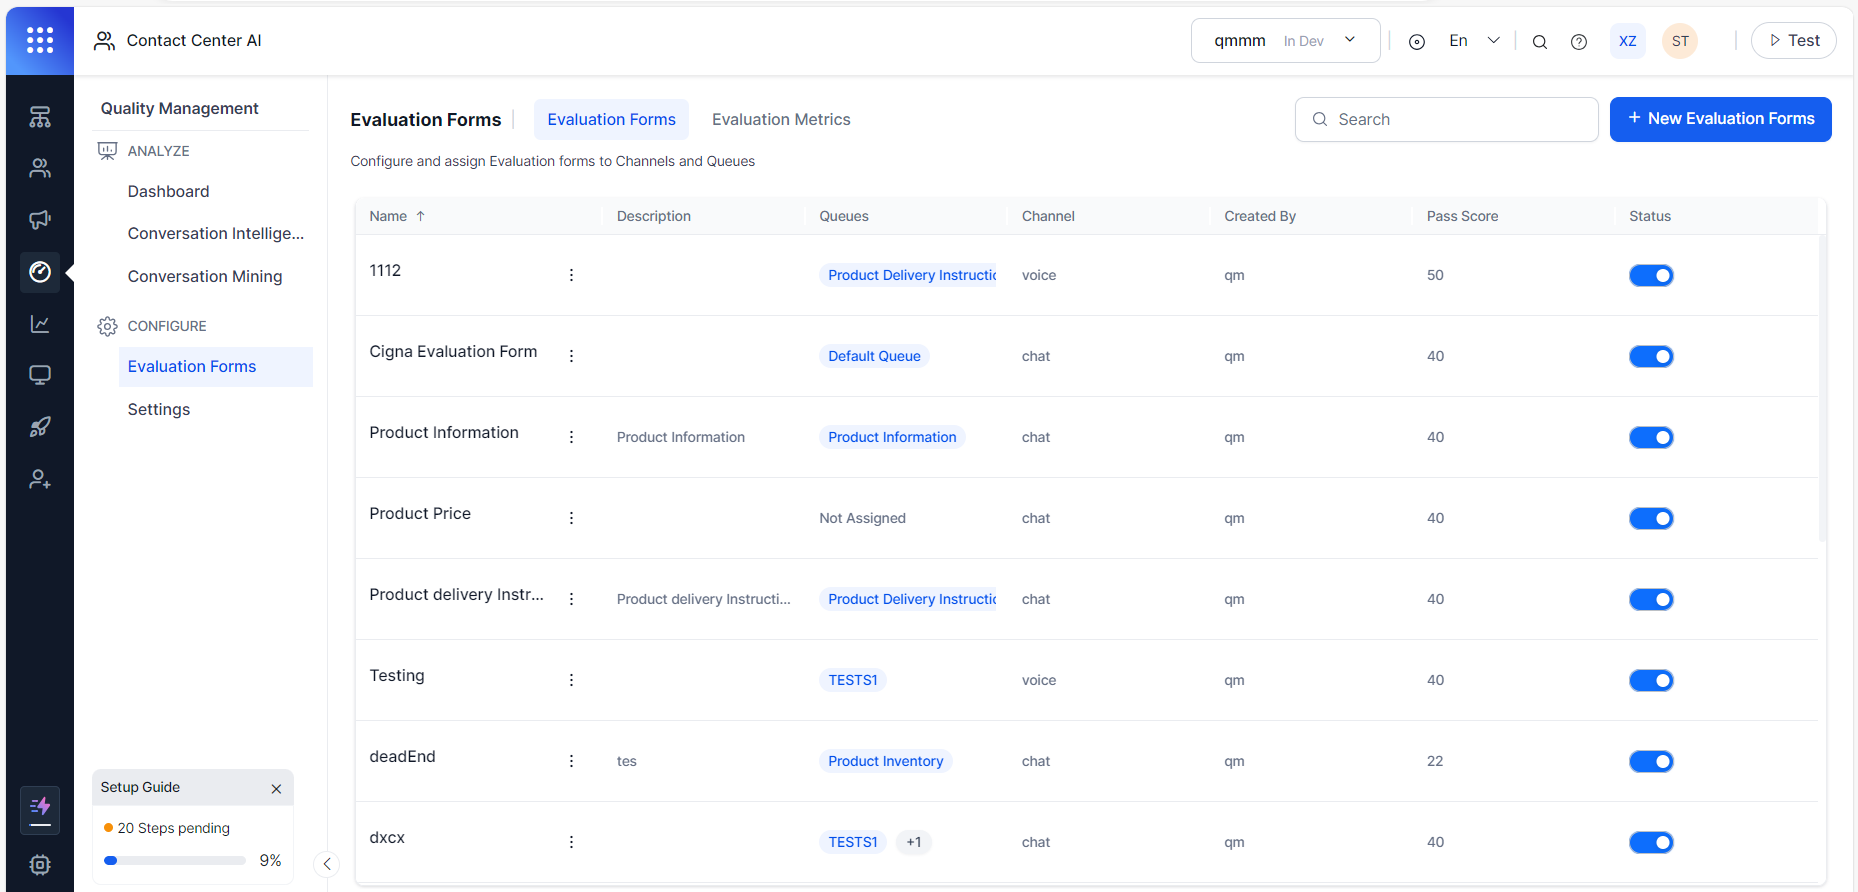 Contact Center AI
qmmm In Dev
En
XZ
ST
Test
Quality Management
ANALYZE
Dashboard
Conversation Intellige...
Conversation Mining
CONFIGURE
Evaluation Forms
Settings
Setup Guide
20 Steps pending
9%
Evaluation Forms
Evaluation Forms
Evaluation Metrics
Search
+ New Evaluation Forms
Configure and assign Evaluation forms to Channels and Queues
Name ↑ Description Queues Channel Created By Pass Score Status
1112 Product Delivery Instructic voice qm 50
Cigna Evaluation Form Default Queue chat qm 40
Product Information Product Information Product Information chat qm 40
Product Price Not Assigned chat qm 40
Product delivery Instr... Product delivery Instructi... Product Delivery Instructic chat qm 40
Testing TESTS1 voice qm 40
deadEnd tes Product Inventory chat qm 22
dxcx TESTS1 +1 chat qm 40